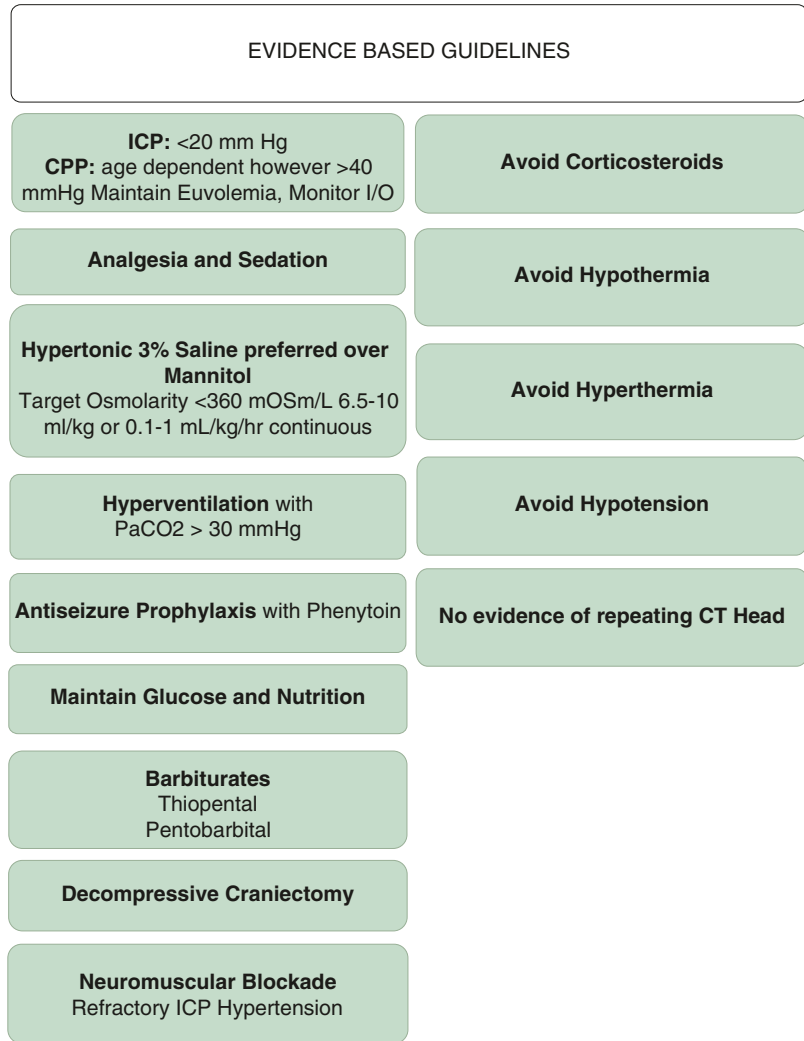 EVIDENCE BASED GUIDELINES
ICP: <20 mm Hg
CPP: age dependent however >40
mmHg Maintain Euvolemia, Monitor I/O
Analgesia and Sedation
Hypertonic 3% Saline preferred over
Mannitol
Target Osmolarity <360 mOSm/L 6.5-10
ml/kg or 0.1-1 mL/kg/hr continuous
Hyperventilation with
PaCO2 > 30 mmHg
Antiseizure Prophylaxis with Phenytoin
Maintain Glucose and Nutrition
Barbiturates
Thiopental
Pentobarbital
Decompressive Craniectomy
Neuromuscular Blockade
Refractory ICP Hypertension
Avoid Corticosteroids
Avoid Hypothermia
Avoid Hyperthermia
Avoid Hypotension
No evidence of repeating CT Head